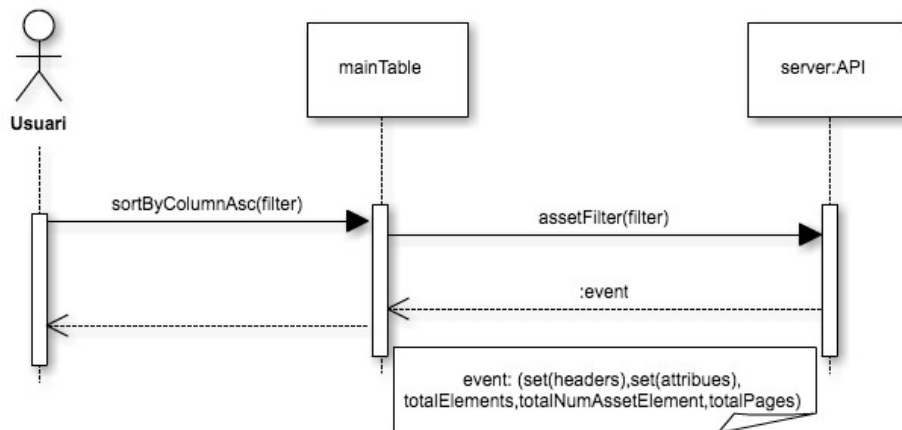 mainTable
server:API
Usuari
sortByColumnAsc(filter)
assetFilter(filter)
:event
event: (set(headers),set(attribues),
totalElements,totalNumAssetElement,totalPages)